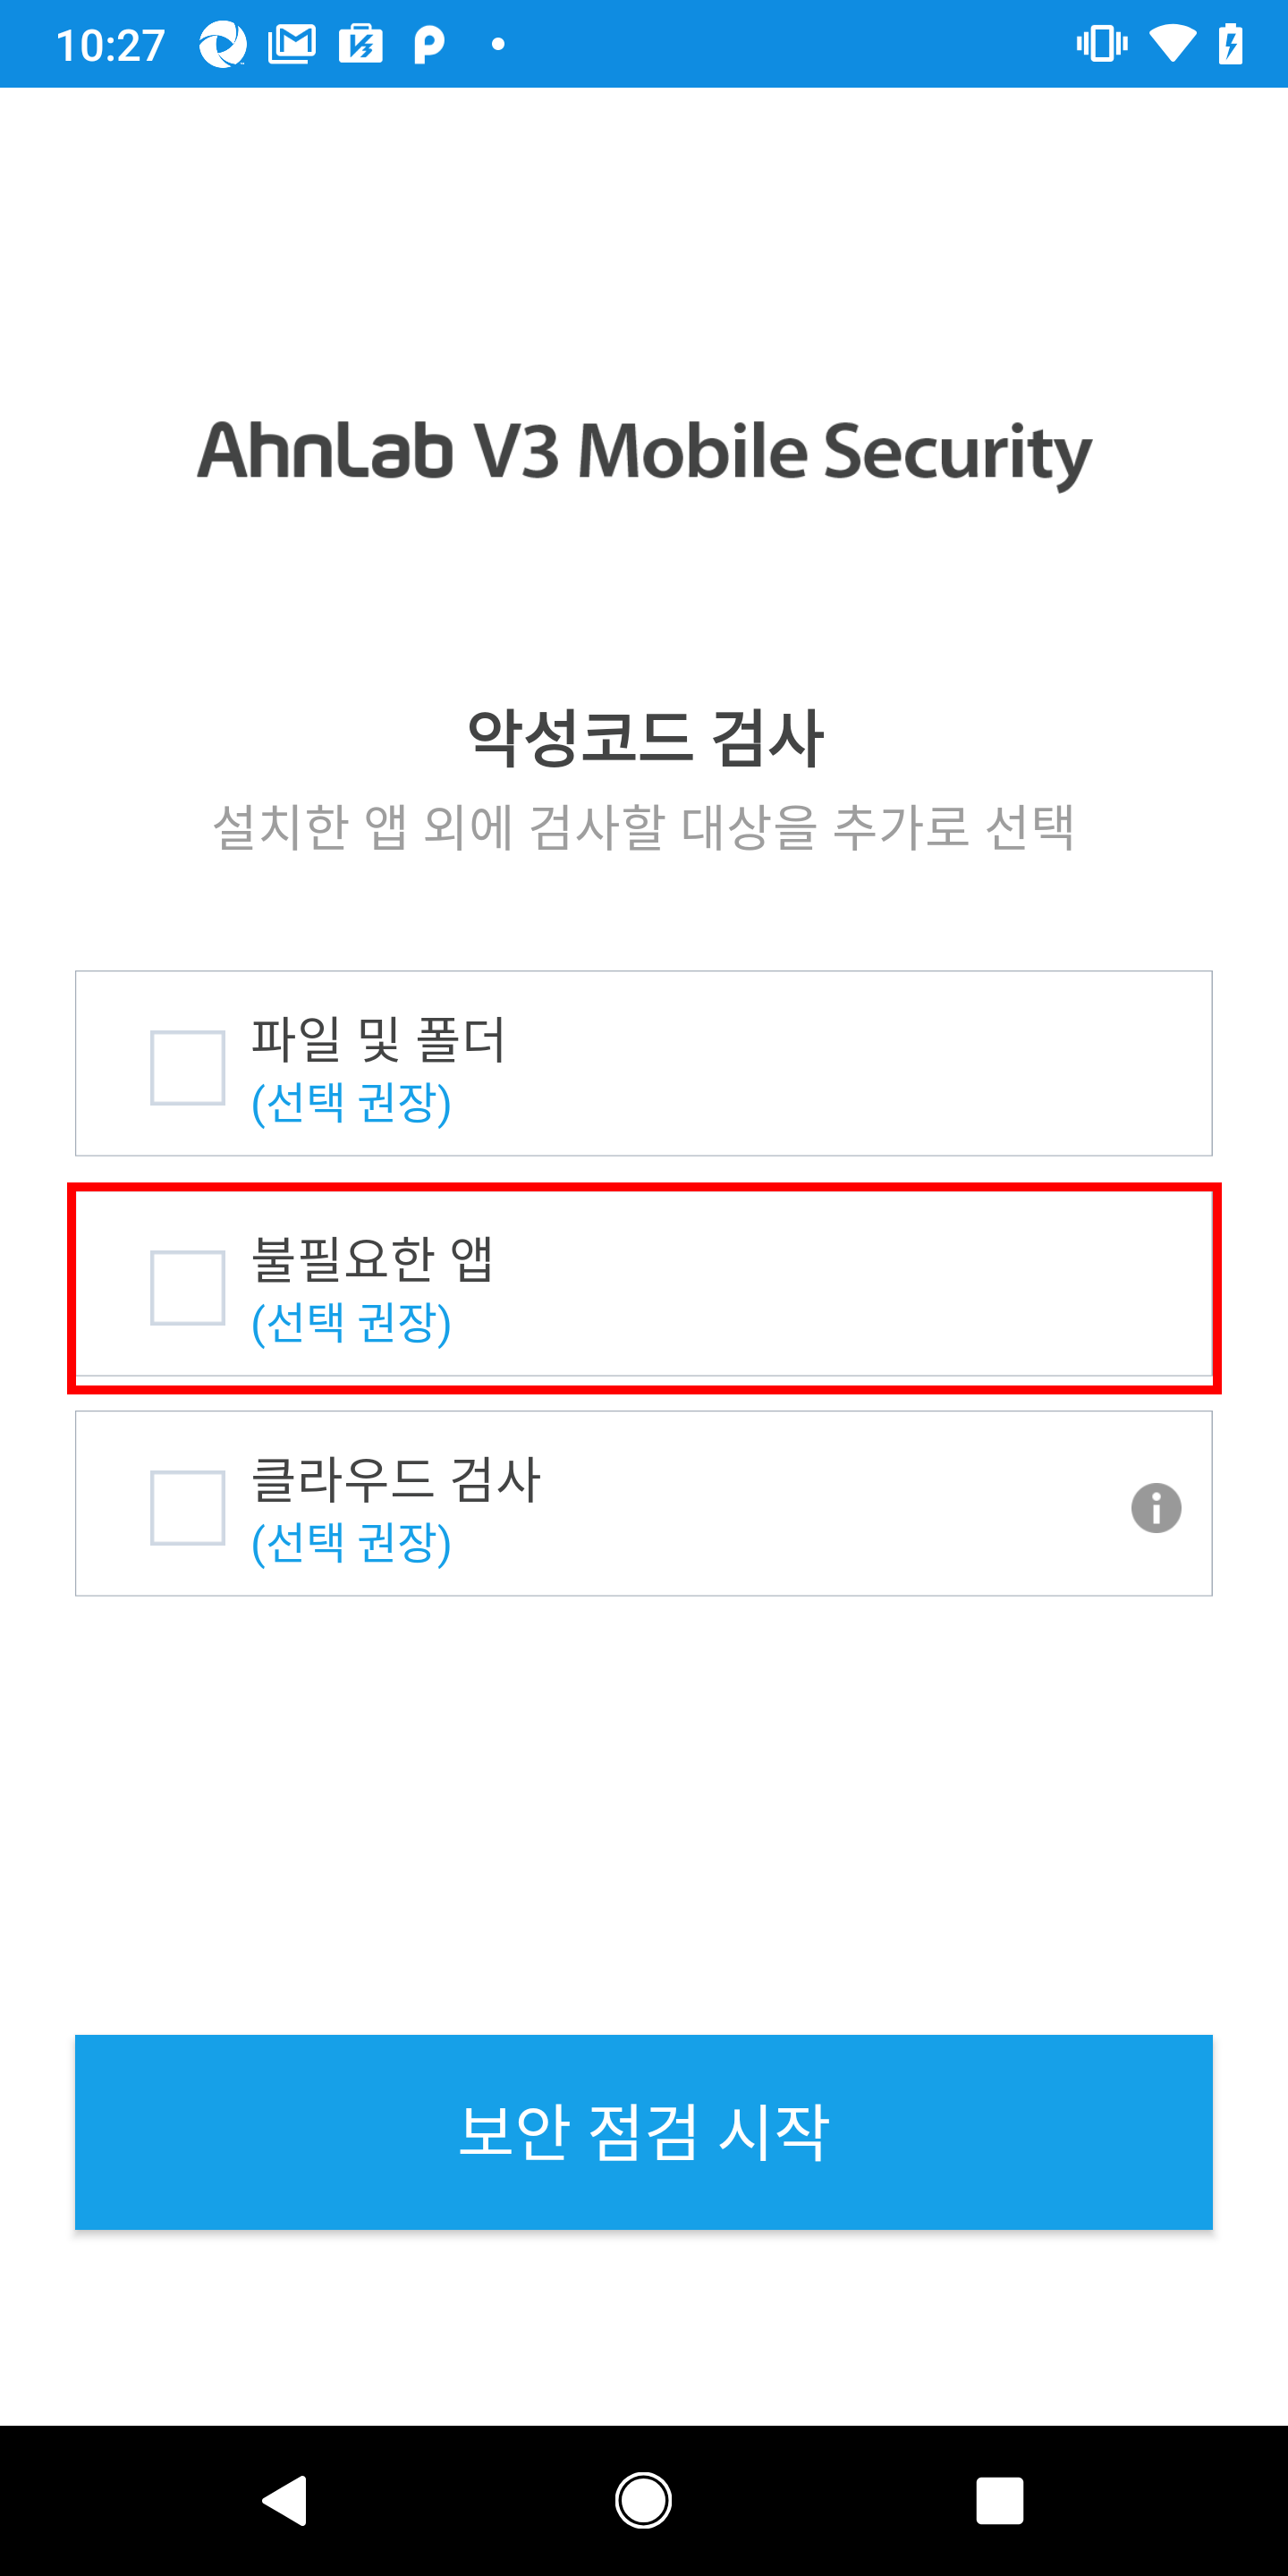 10:27
AhnLab V3 Mobile Security
악성코드 검사
설치한 앱 외에 검사할 대상을 추가로 선택
파일 및 폴더
(선택 권장)
불필요한 앱
(선택 권장)
클라우드 검사
(선택 권장)
보안 점검 시작